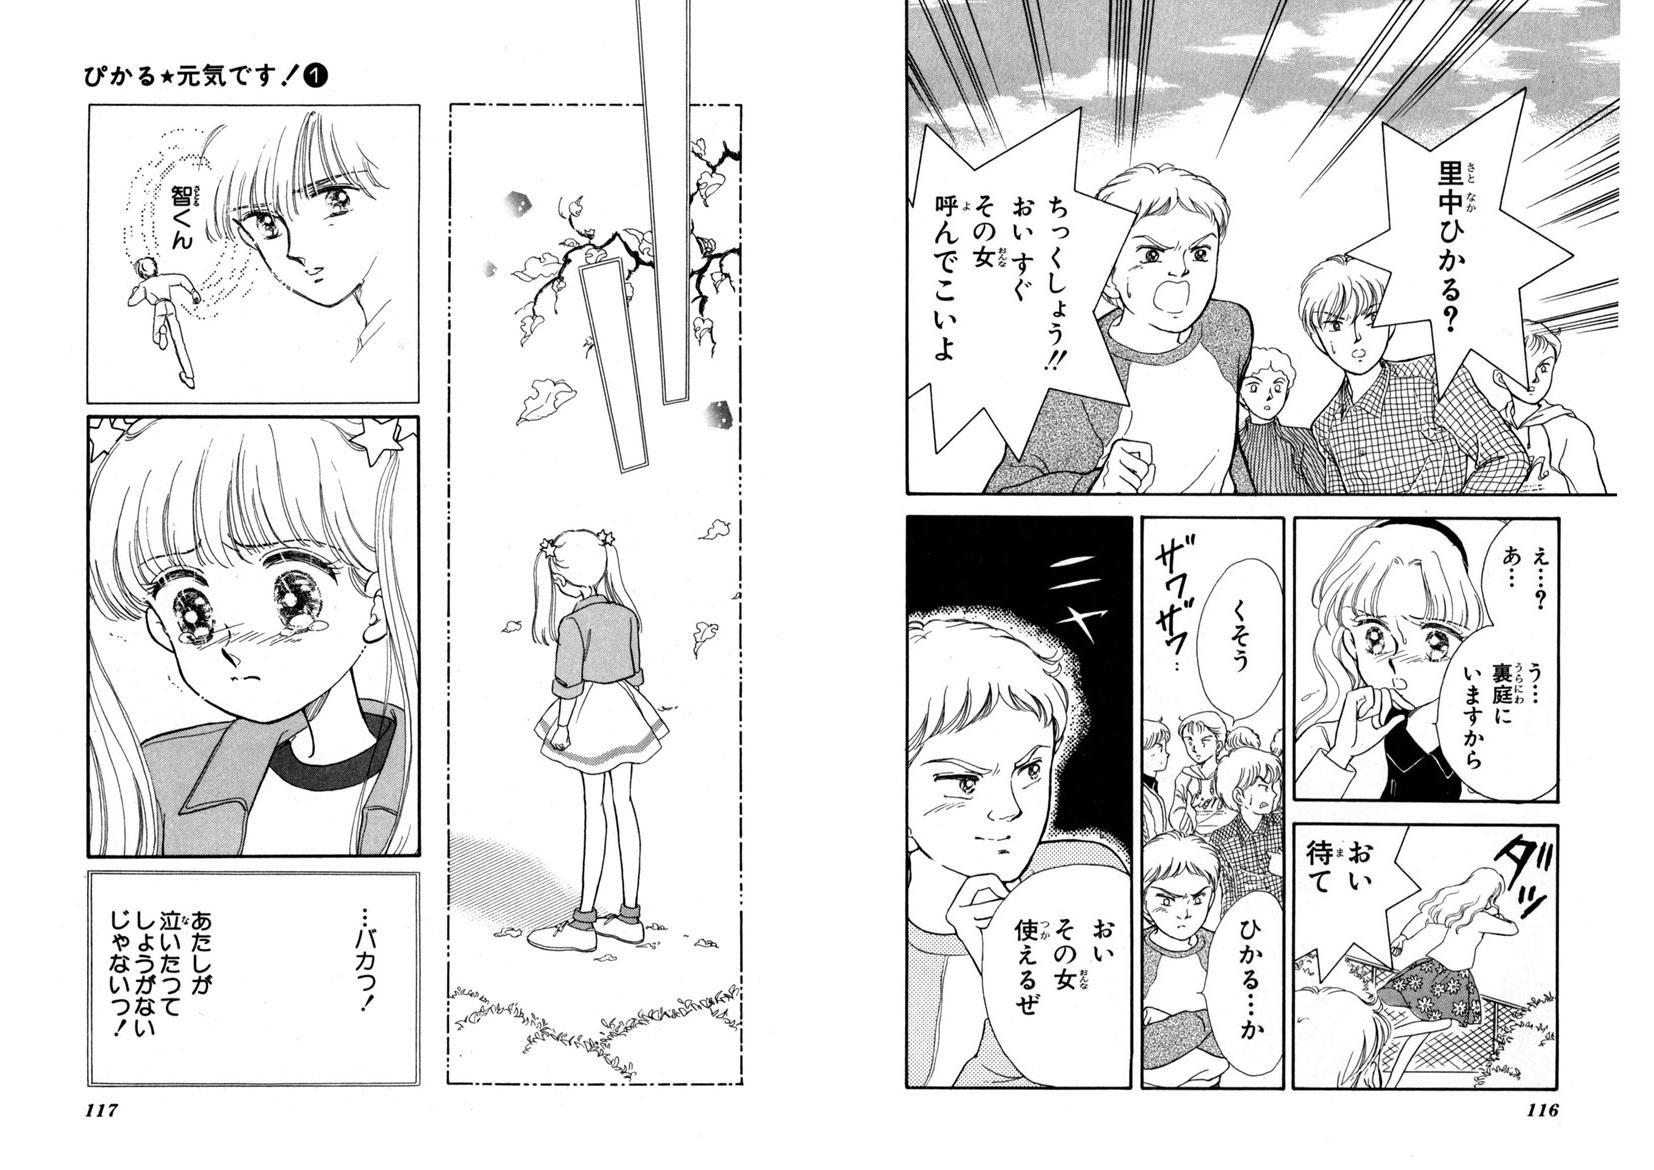 里中ひかる?
ちっくしょう!!
おいすぐ
その女
呼んでこいよ
え…?
あ…
う…
裏庭に
いますから
ダッ
おい
待て
ザワザワ…
くそう
ひかる…か
おい
その女
使えるぜ
116
ぴかる★元気です!❶
智くん
…バカっ!
あたしが
泣いたって
しょうがない
じゃないっ!
117